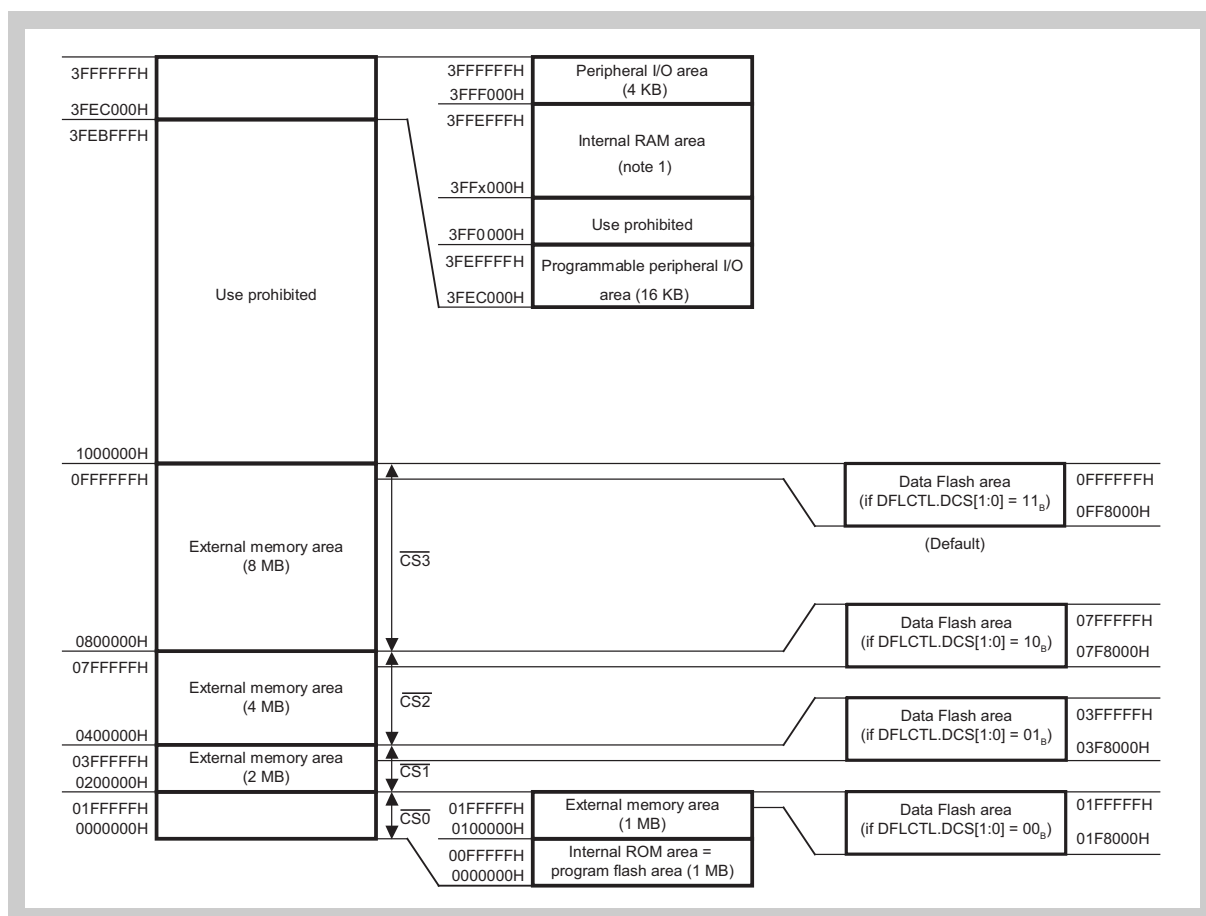 3FFFFFFH
3FEC000H
3FEBFFFH
Use prohibited
1000000H
0FFFFFFH
External memory area
(8 MB)
CS3
0800000H
07FFFFFH
External memory area
(4 MB)
CS2
0400000H
03FFFFFH
External memory area
(2 MB)
CS1
0200000H
01FFFFFH
0000000H
CS0
3FFFFFFH
Peripheral I/O area
(4 KB)
3FFF000H
3FFEFFFH
Internal RAM area
(note 1)
3FFx000H
Use prohibited
3FF0000H
3FEFFFFH
Programmable peripheral I/O
area (16 KB)
3FEC000H
01FFFFFH
External memory area
(1 MB)
0100000H
00FFFFFH
Internal ROM area =
program flash area (1 MB)
0000000H
Data Flash area
(if DFLCTL.DCS[1:0] = 11B)
0FFFFFFH
0FF8000H
(Default)
Data Flash area
(if DFLCTL.DCS[1:0] = 10B)
07FFFFFH
07F8000H
Data Flash area
(if DFLCTL.DCS[1:0] = 01B)
03FFFFFH
03F8000H
Data Flash area
(if DFLCTL.DCS[1:0] = 00B)
01FFFFFH
01F8000H